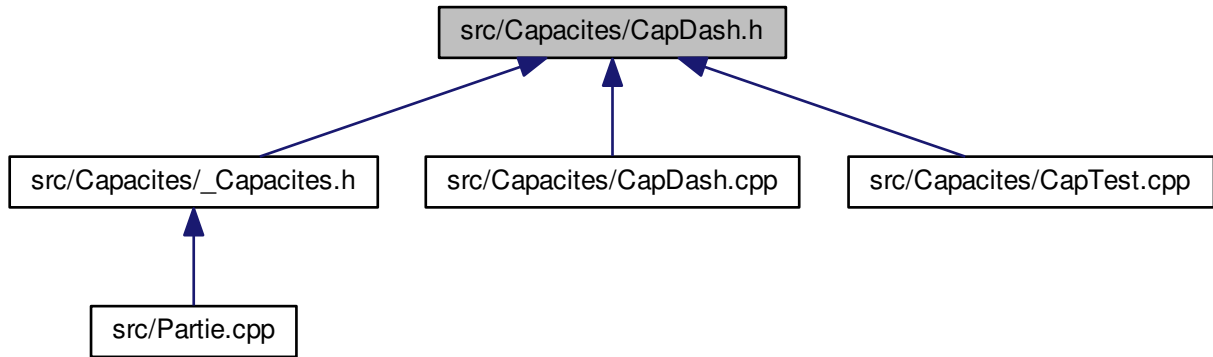 src/Capacites/CapDash.h
src/Capacites/_Capacites.h
src/Capacites/CapDash.cpp
src/Capacites/CapTest.cpp
src/Partie.cpp